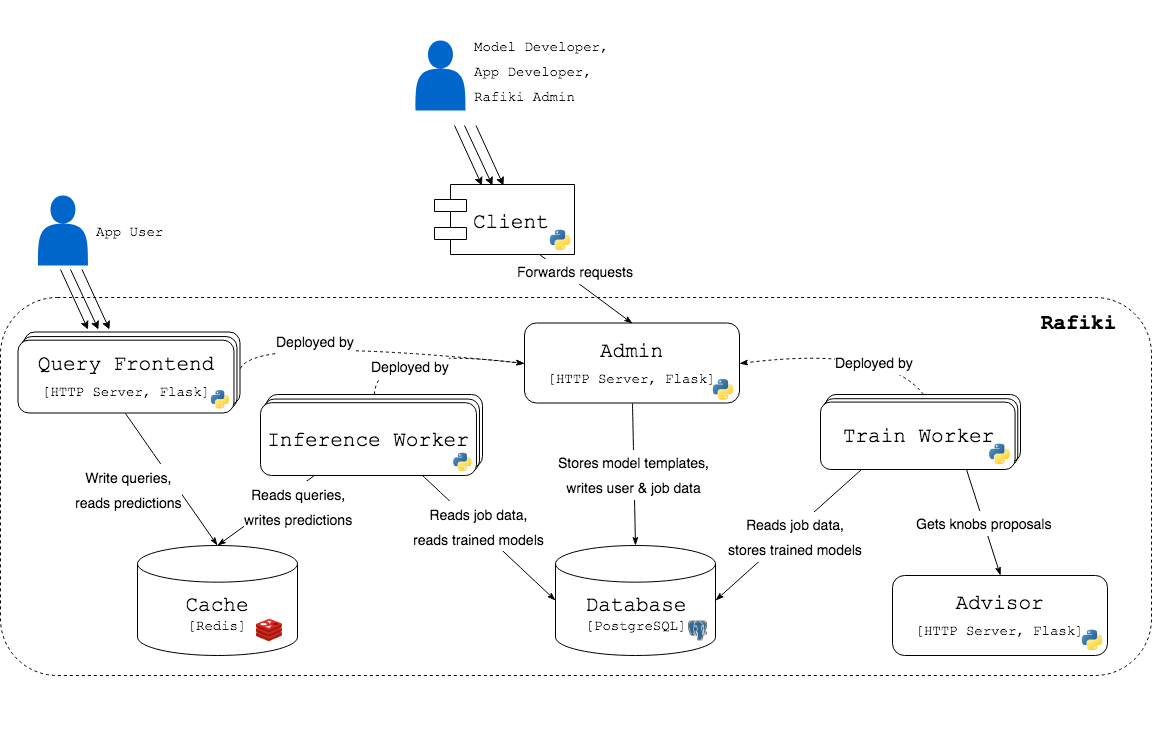 Model Developer,
App Developer,
Rafiki Admin
Client
App User
Forwards requests
Rafiki
Query Frontend
[HTTP Server, Flask]
Deployed by
Deployed by
Admin
[HTTP Server, Flask]
Deployed by
Inference Worker
Train Worker
Write queries,
reads predictions
Reads queries,
writes predictions
Reads job data,
reads trained models
Stores model templates,
writes user & job data
Reads job data,
stores trained models
Gets knobs proposals
Cache
[Redis]
Database
[PostgreSQL]
Advisor
[HTTP Server, Flask]